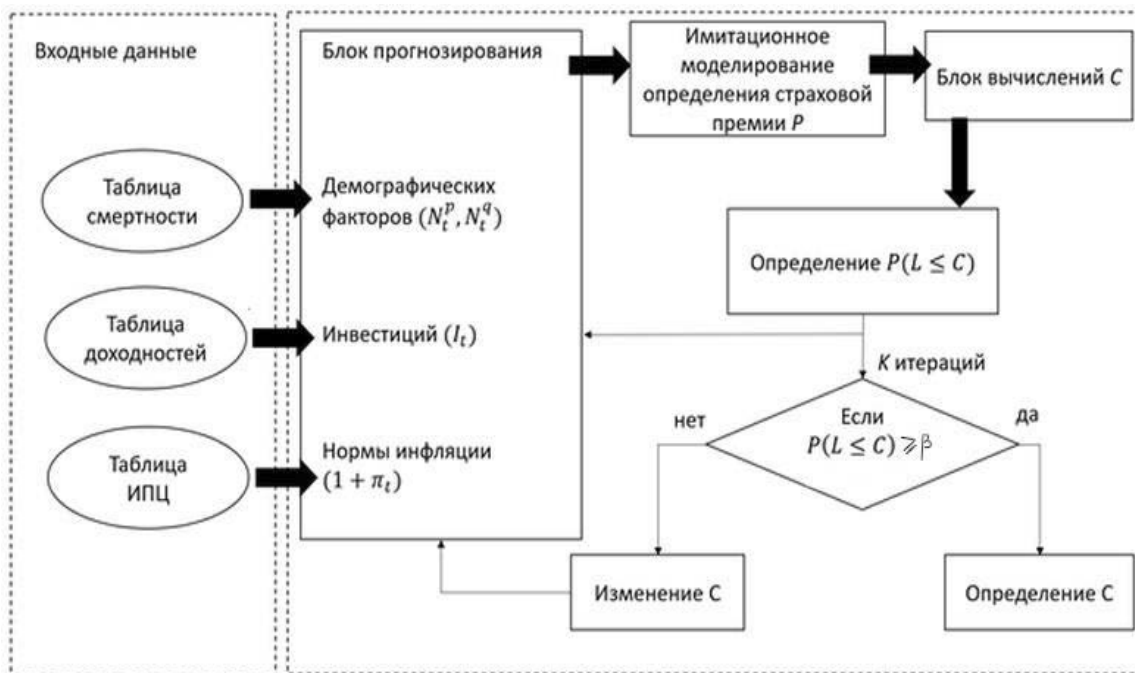 Входные данные
Таблица
смертности
Таблица
доходностей
Таблица
ИПЦ
Блок прогнозирования
Демографических
факторов (N_t^p, N_t^q)
Инвестиций (I_t)
Нормы инфляции
(1 + π_t)
Имитационное
моделирование
определения страховой
премии P
Блок вычислений C
Определение P(L ≤ C)
K итераций
нет
Если
P(L ≤ C) ⩾ β
да
Изменение C
Определение C